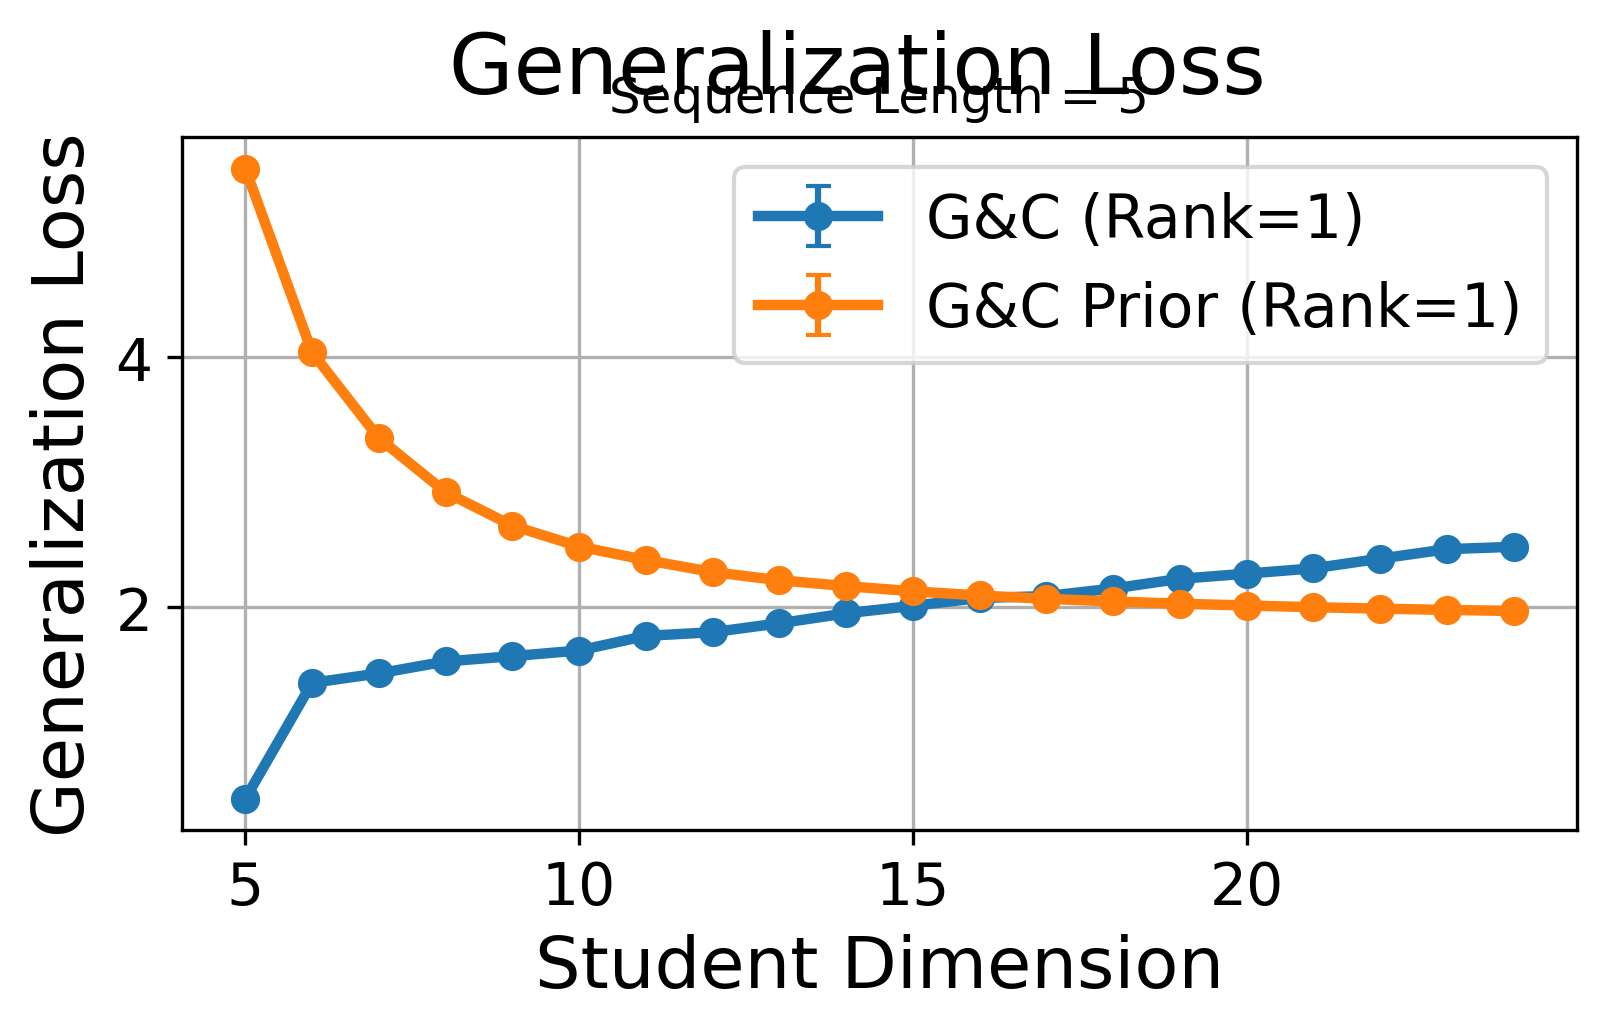 Generalization Loss
Sequence Length = 5
Generalization Loss
G&C (Rank=1)
G&C Prior (Rank=1)
4
2
5 10 15 20
Student Dimension